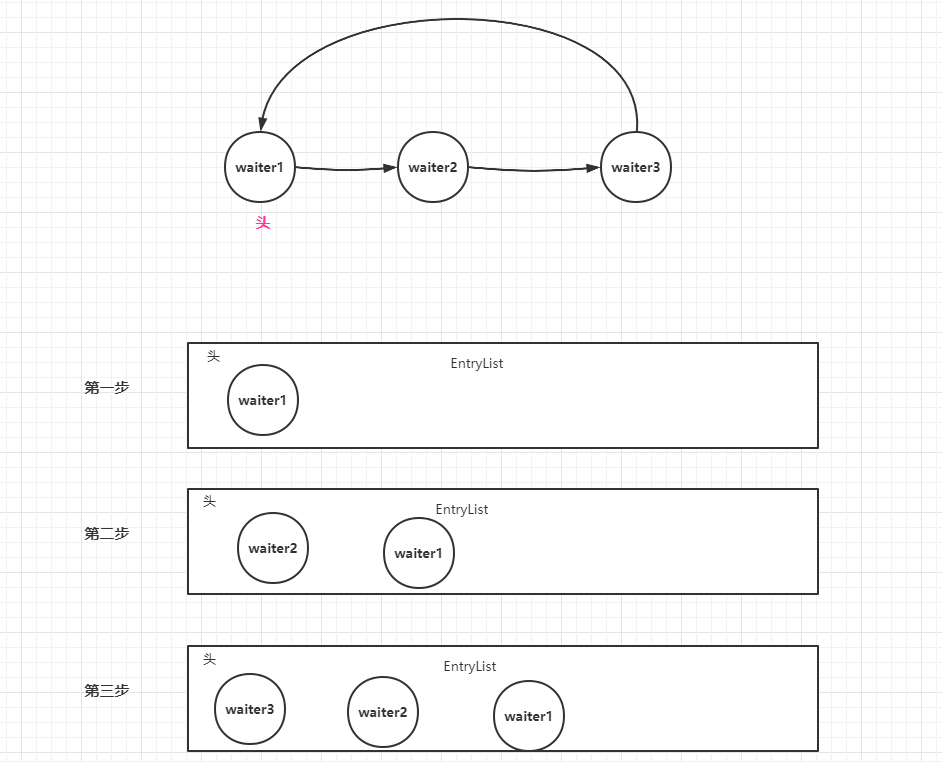 waiter1
waiter2
waiter3
头
头
EntryList
第一步
waiter1
头
EntryList
第二步
waiter2
waiter1
头
EntryList
第三步
waiter3
waiter2
waiter1